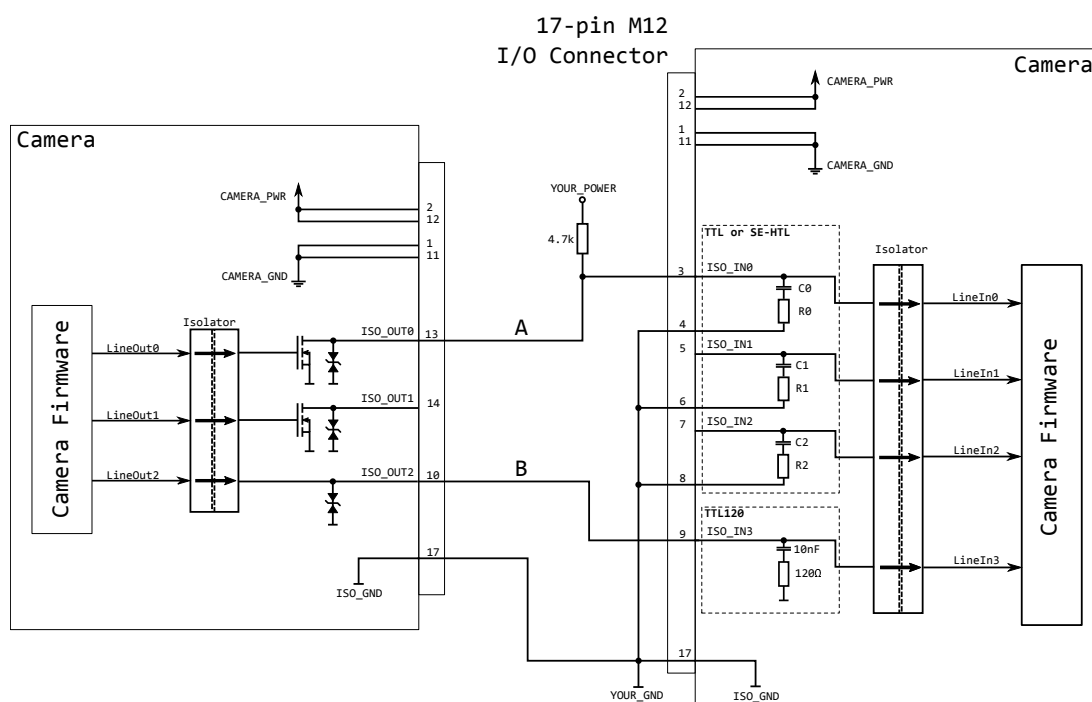 17-pin M12
I/O Connector
Camera
CAMERA_PWR
2
12
1
11
CAMERA_GND
Camera
CAMERA_PWR
2
12
1
11
CAMERA_GND
YOUR_POWER
4.7k
TTL or SE-HTL
Isolator
3
ISO_IN0
C0
R0
LineIn0
4
5
ISO_IN1
C1
R1
LineIn1
6
7
ISO_IN2
C2
R2
LineIn2
8
TTL120
9
ISO_IN3
10nF
120Ω
LineIn3
Camera Firmware
Isolator
Camera Firmware
LineOut0
ISO_OUT0
13
A
LineOut1
ISO_OUT1
14
LineOut2
ISO_OUT2
10
B
17
ISO_GND
17
YOUR_GND
ISO_GND